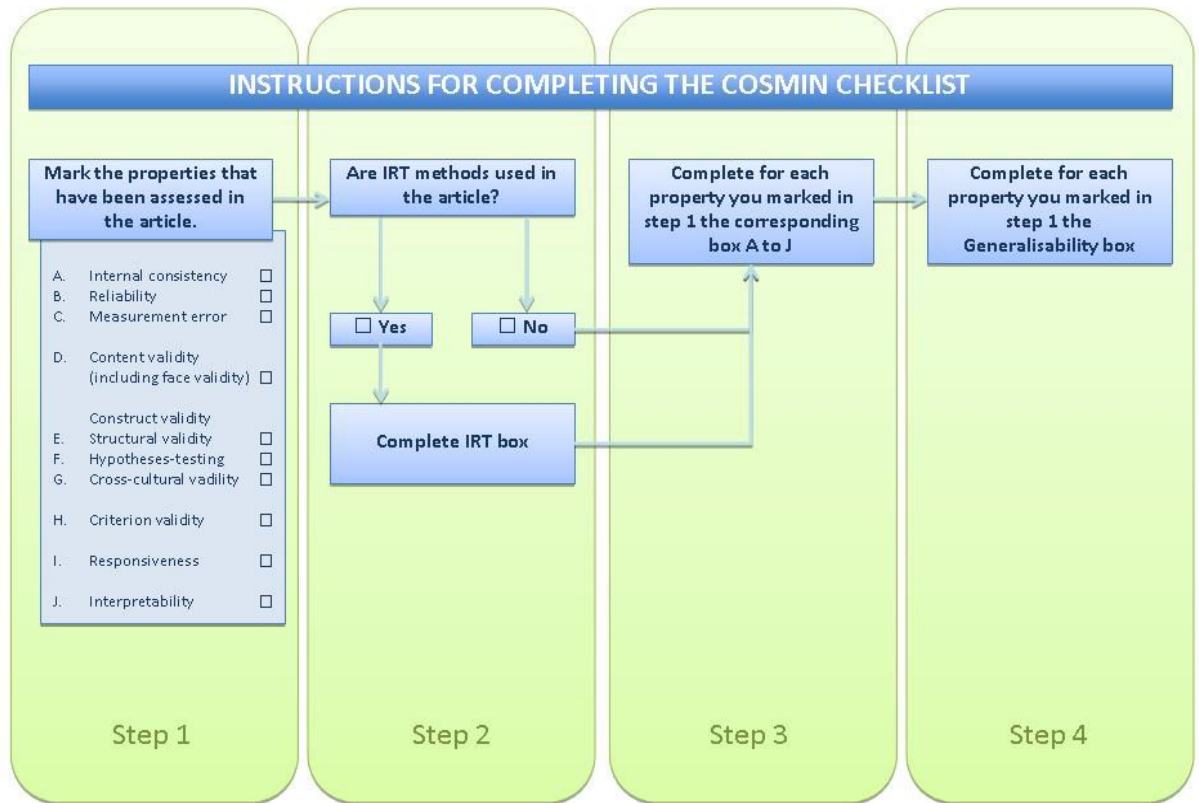 INSTRUCTIONS FOR COMPLETING THE COSMIN CHECKLIST
Mark the properties that
have been assessed in
the article.
A. Internal consistency ☐
B. Reliability ☐
C. Measurement error ☐
D. Content validity
(including face validity) ☐
Construct validity
E. Structural validity ☐
F. Hypotheses-testing ☐
G. Cross-cultural vadility ☐
H. Criterion validity ☐
I. Responsiveness ☐
J. Interpretability ☐
Step 1
Are IRT methods used in
the article?
☐ Yes
☐ No
Complete IRT box
Step 2
Complete for each
property you marked in
step 1 the corresponding
box A to J
Step 3
Complete for each
property you marked in
step 1 the
Generalisability box
Step 4